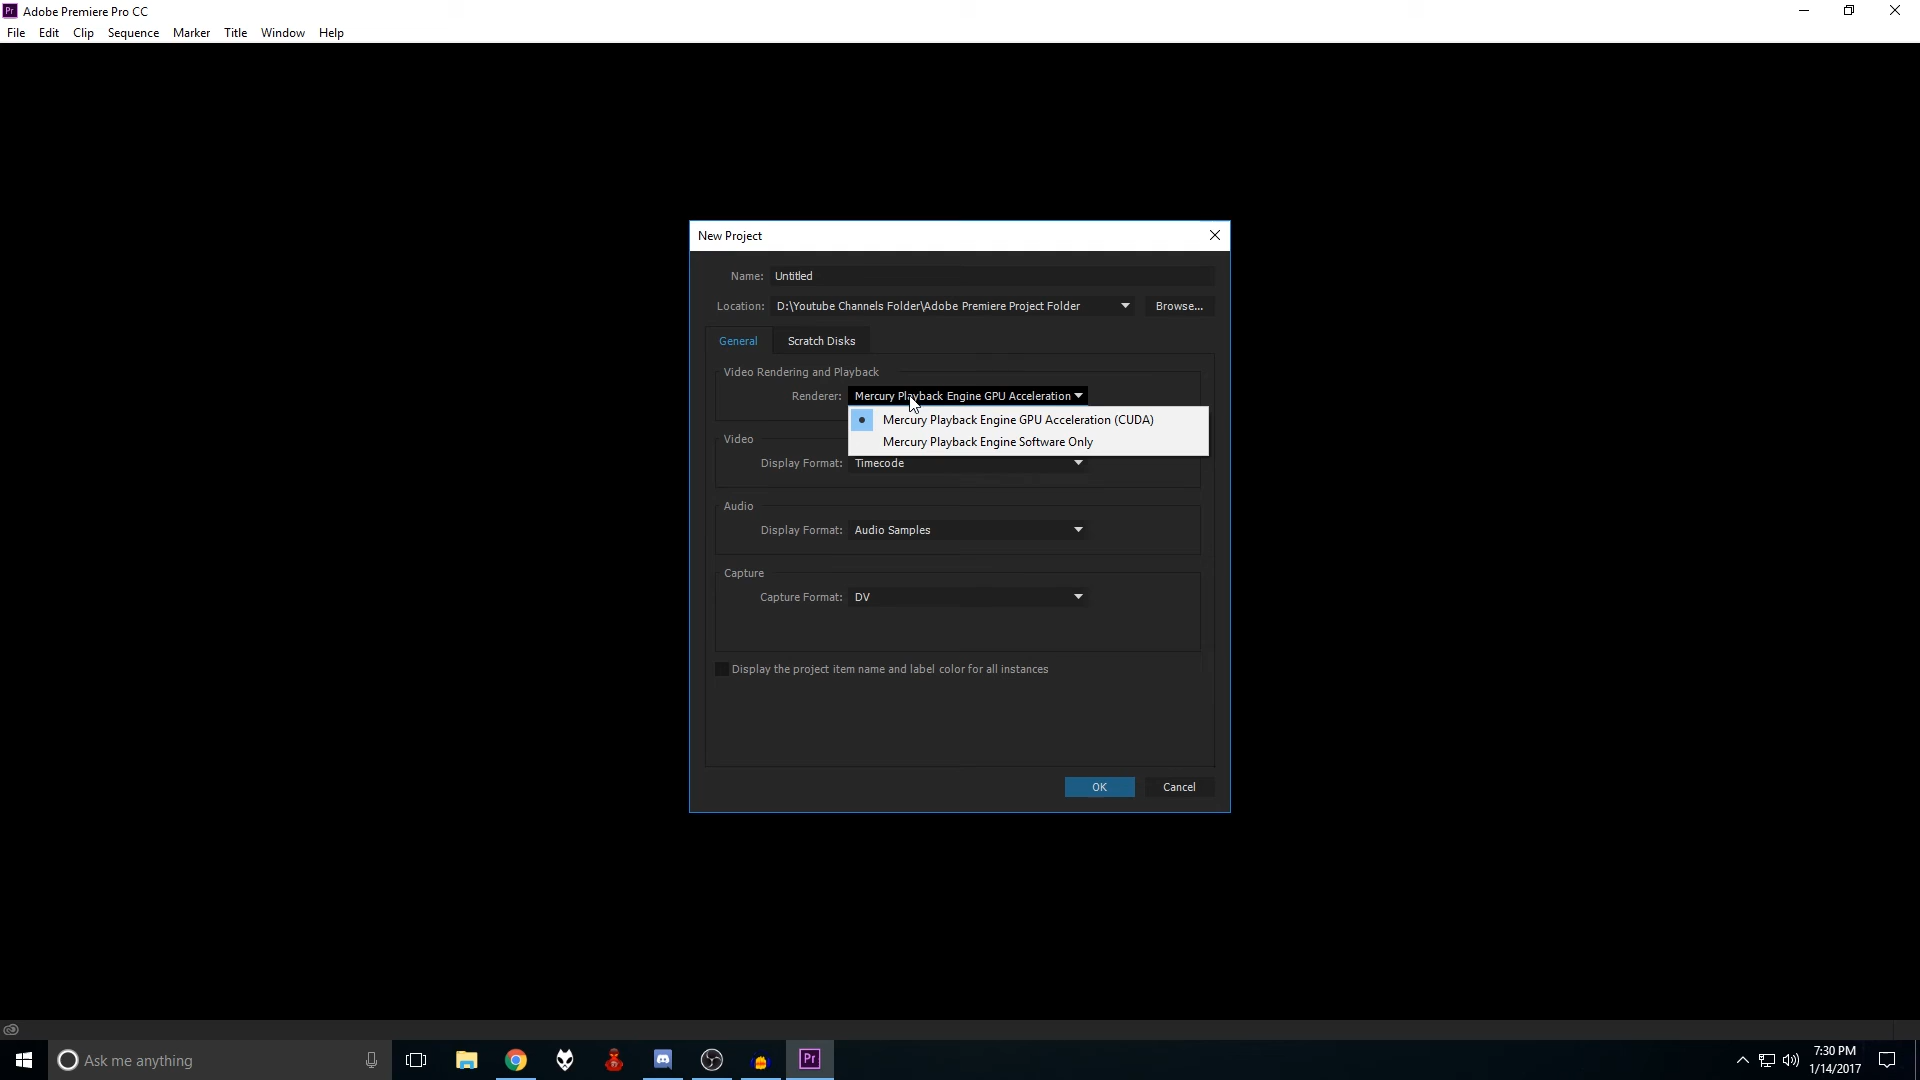 Pr Adobe Premiere Pro CC
File Edit Clip Sequence Marker Title Window Help
New Project
Name: Untitled
Location: D:\Youtube Channels Folder\Adobe Premiere Project Folder Browse...
General Scratch Disks
Video Rendering and Playback
Renderer: Mercury Playback Engine GPU Acceleration
Mercury Playback Engine GPU Acceleration (CUDA)
Mercury Playback Engine Software Only
Video
Display Format: Timecode
Audio
Display Format: Audio Samples
Capture
Capture Format: DV
Display the project item name and label color for all instances
OK Cancel
Ask me anything
Pr
7:30 PM
1/14/2017